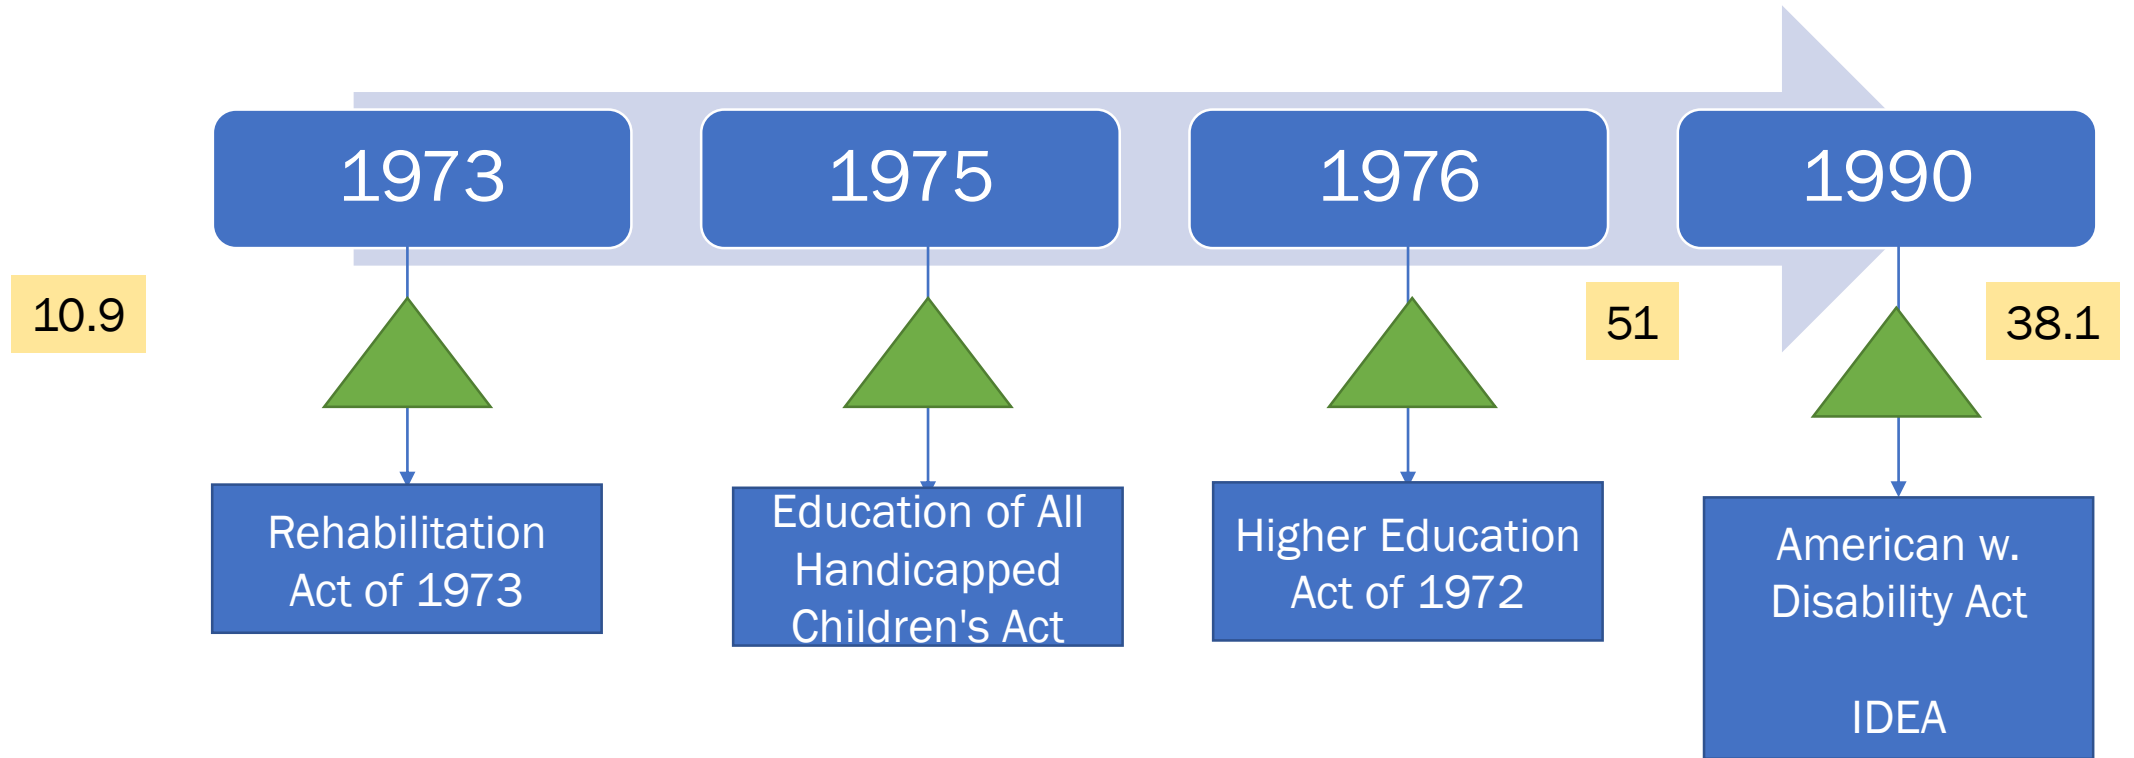 1973
1975
1976
1990
10.9
51
38.1
Rehabilitation
Act of 1973
Education of All
Handicapped
Children's Act
Higher Education
Act of 1972
American w.
Disability Act
IDEA